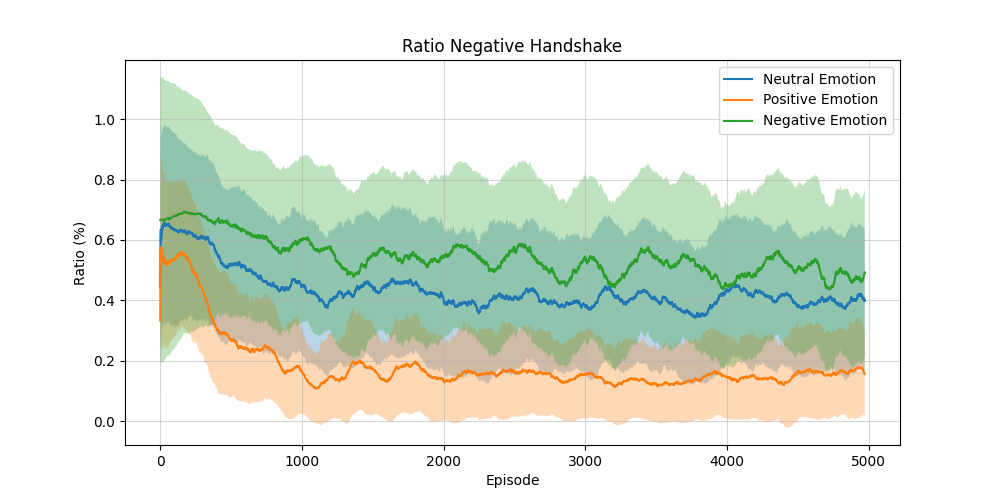 Ratio Negative Handshake
Neutral Emotion
Positive Emotion
Negative Emotion
Ratio (%)
1.0
0.8
0.6
0.4
0.2
0.0
0 1000 2000 3000 4000 5000
Episode